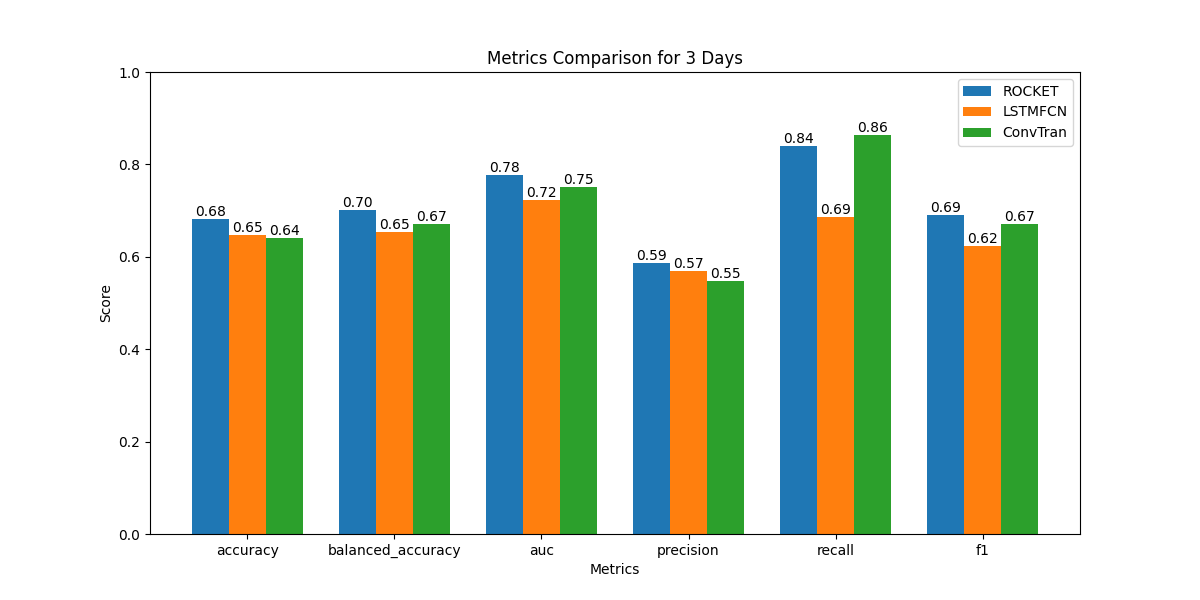 Metrics Comparison for 3 Days
1.0
0.8
0.6
0.4
0.2
0.0
Score
ROCKET
LSTMFCN
ConvTran
0.68
0.65
0.64
0.70
0.65
0.67
0.78
0.72
0.75
0.59
0.57
0.55
0.84
0.69
0.86
0.69
0.62
0.67
accuracy
balanced_accuracy
auc
precision
recall
f1
Metrics